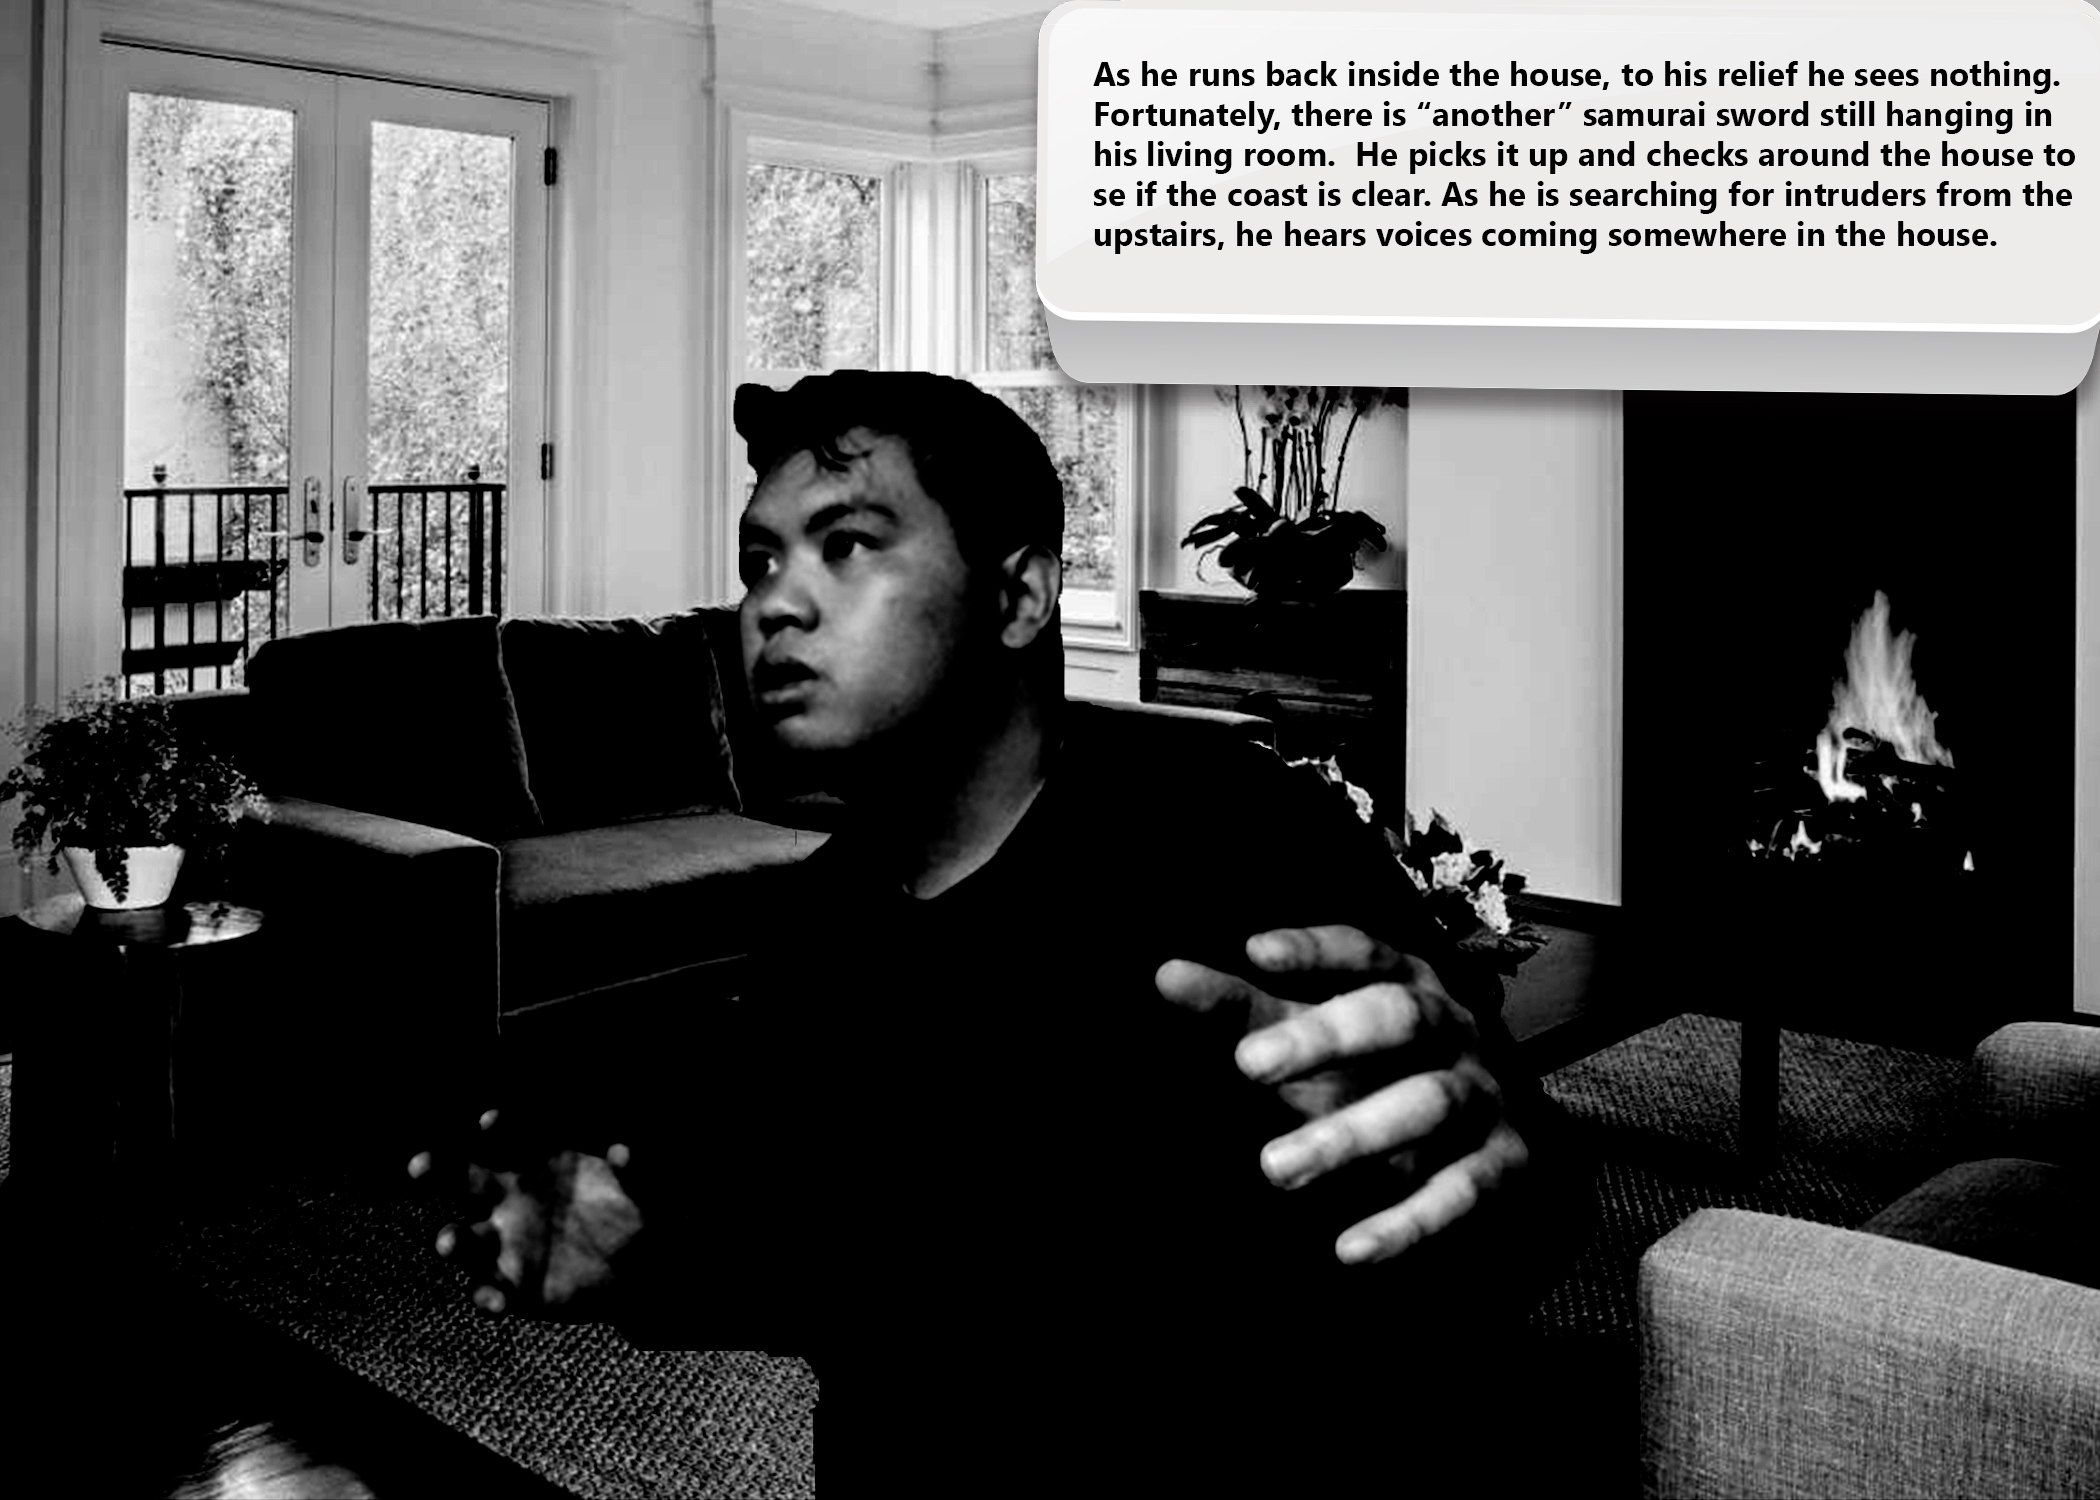 As he runs back inside the house, to his relief he sees nothing.
Fortunately, there is “another” samurai sword still hanging in
his living room.  He picks it up and checks around the house to
se if the coast is clear. As he is searching for intruders from the
upstairs, he hears voices coming somewhere in the house.